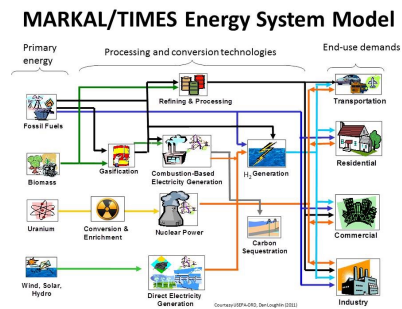 MARKAL/TIMES Energy System Model
Primary
energy
Processing and conversion technologies
End-use demands
Refining & Processing
Transportation
Fossil Fuels
Gasification
Combustion-Based
Electricity Generation
H2 Generation
Residential
Biomass
Uranium
Conversion &
Enrichment
Nuclear Power
Carbon
Sequestration
Commercial
Wind, Solar,
Hydro
Direct Electricity
Generation
Industry
Courtesy USEPA-ORD, Dan Loughlin (2011)